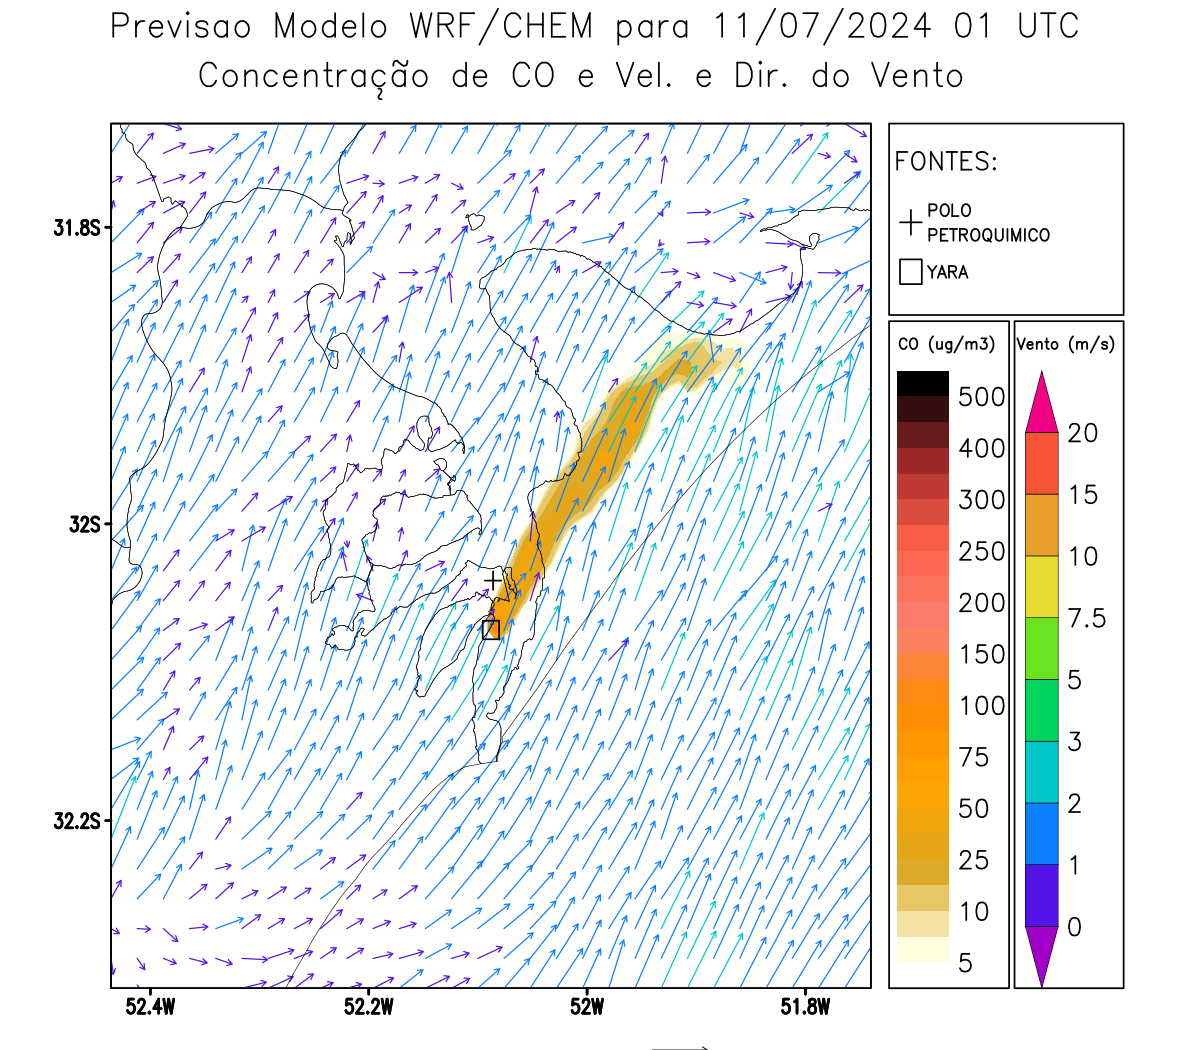 Previsao Modelo WRF/CHEM para 11/07/2024 01 UTC
Concentração de CO e Vel. e Dir. do Vento
FONTES:
POLO
PETROQUIMICO
YARA
31.8S
32S
32.2S
52.4W
52.2W
52W
51.8W
CO (ug/m3)
500
400
300
250
200
150
100
75
50
25
10
5
Vento (m/s)
20
15
10
7.5
5
3
2
1
0